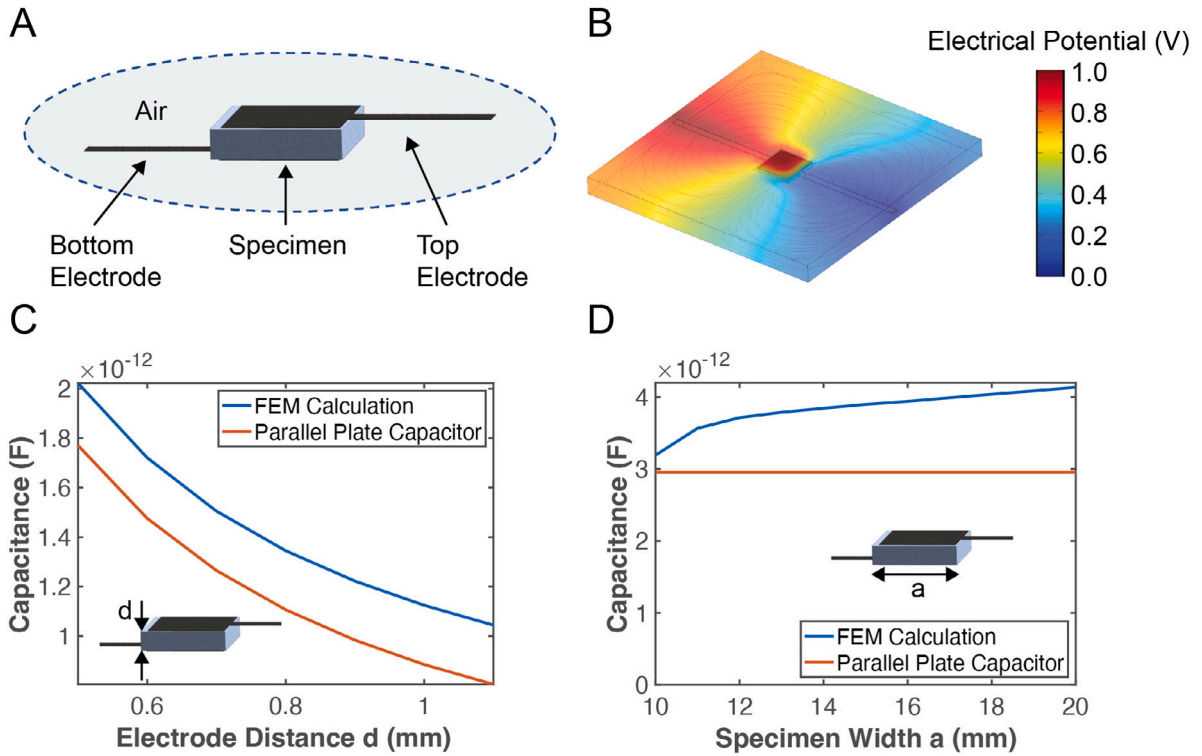 A
Air
Bottom
Electrode
Specimen
Top
Electrode
B
Electrical Potential (V)
1.0
0.8
0.6
0.4
0.2
0.0
C
×10⁻¹²
2
1.8
1.6
1.4
1.2
1
0.6
0.8
1
Capacitance (F)
Electrode Distance d (mm)
FEM Calculation
Parallel Plate Capacitor
d
D
×10⁻¹²
4
3
2
1
0
10
12
14
16
18
20
Capacitance (F)
Specimen Width a (mm)
a
FEM Calculation
Parallel Plate Capacitor